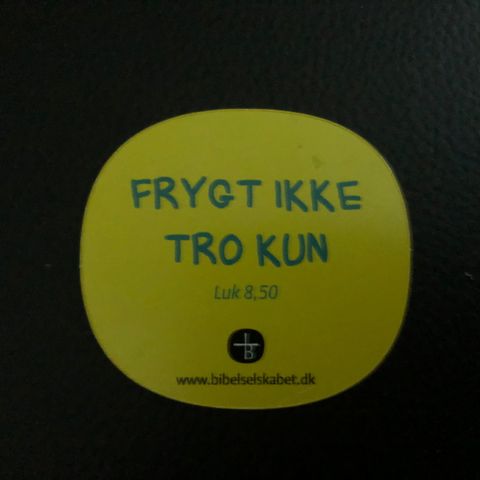 FRYGT IKKE
TRO KUN
Luk 8,50
B
www.bibelselskabet.dk